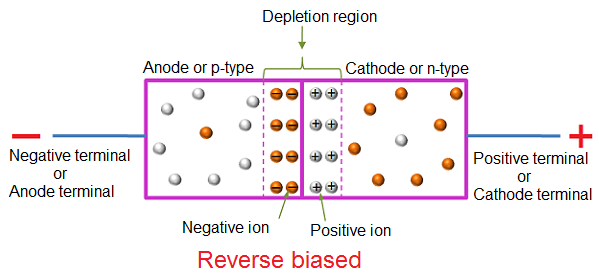 Depletion region
Anode or p-type
Cathode or n-type
−
+
Negative terminal
or
Anode terminal
Positive terminal
or
Cathode terminal
− −
+ +
− −
+ +
− −
+ +
− −
+ +
Negative ion
Positive ion
Reverse biased